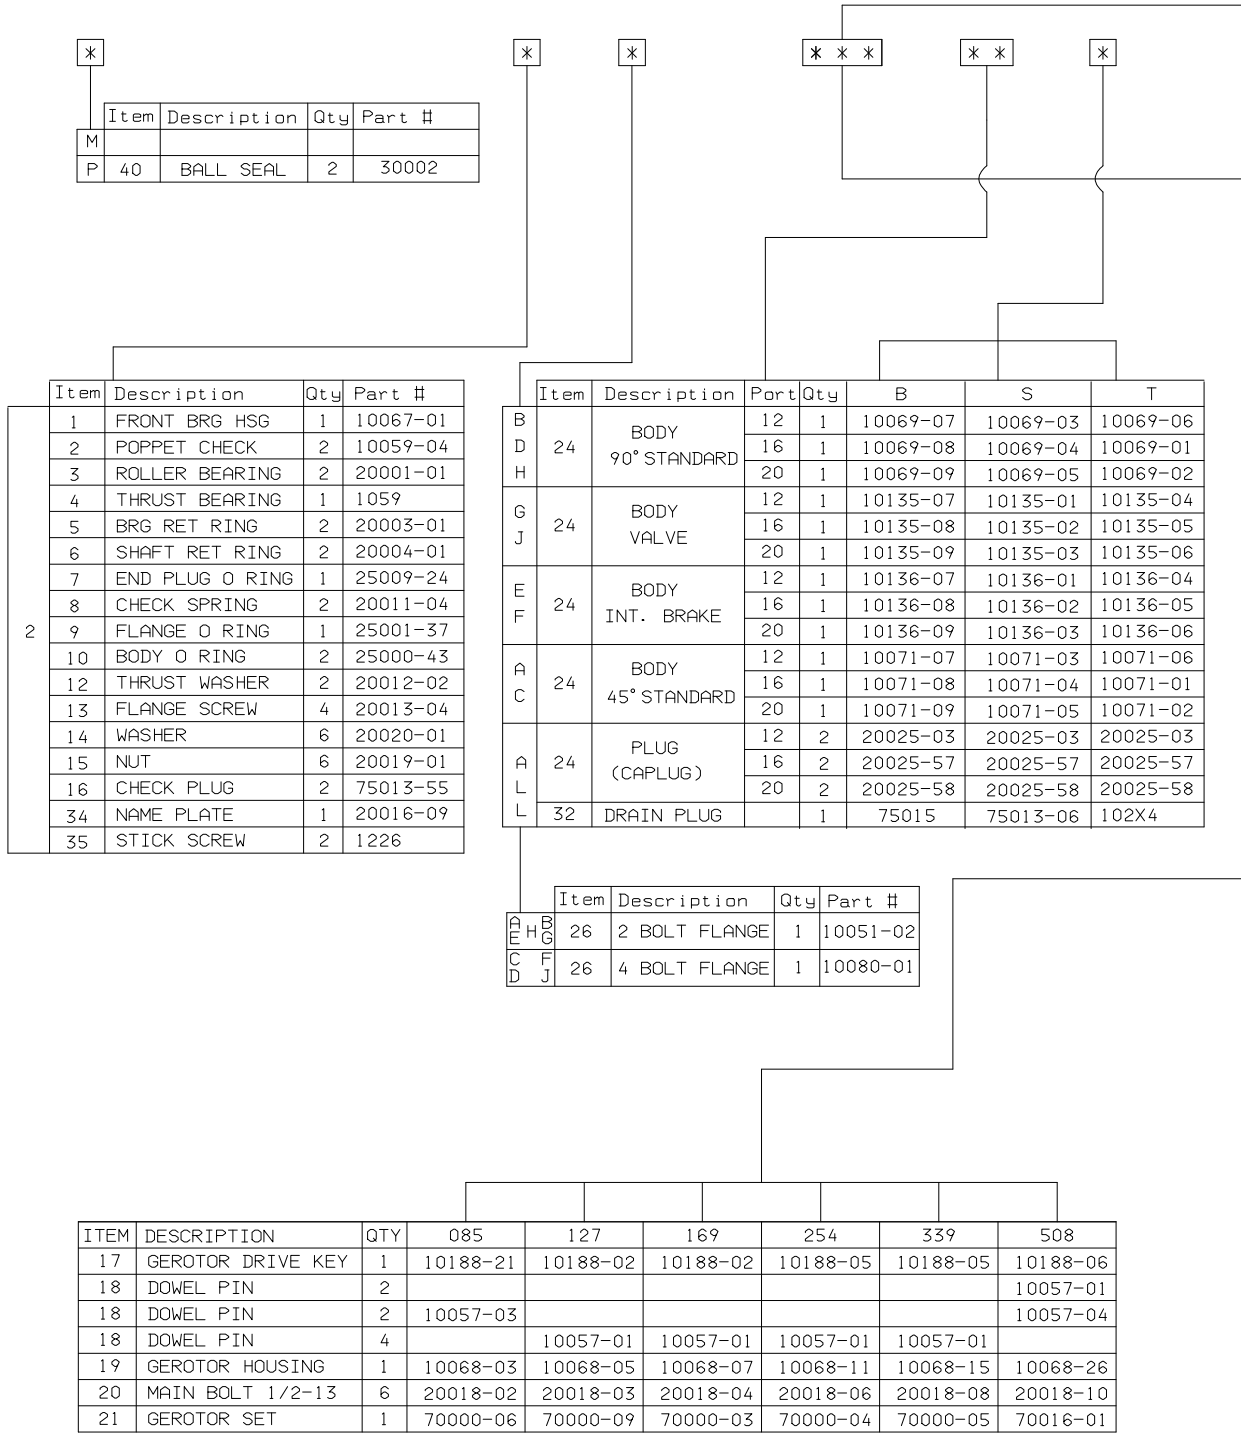 * * * * * * * * *
Item Description Qty Part #
M
P 40 BALL SEAL 2 30002
Item Description Qty Part #
1 FRONT BRG HSG 1 10067-01
2 POPPET CHECK 2 10059-04
3 ROLLER BEARING 2 20001-01
4 THRUST BEARING 1 1059
5 BRG RET RING 2 20003-01
6 SHAFT RET RING 2 20004-01
7 END PLUG O RING 1 25009-24
8 CHECK SPRING 2 20011-04
2 9 FLANGE O RING 1 25001-37
10 BODY O RING 2 25000-43
12 THRUST WASHER 2 20012-02
13 FLANGE SCREW 4 20013-04
14 WASHER 6 20020-01
15 NUT 6 20019-01
16 CHECK PLUG 2 75013-55
34 NAME PLATE 1 20016-09
35 STICK SCREW 2 1226
Item Description Port Qty B S T
B D H 24 BODY 90° STANDARD
12 1 10069-07 10069-03 10069-06
16 1 10069-08 10069-04 10069-01
20 1 10069-09 10069-05 10069-02
G J 24 BODY VALVE
12 1 10135-07 10135-01 10135-04
16 1 10135-08 10135-02 10135-05
20 1 10135-09 10135-03 10135-06
E F 24 BODY INT. BRAKE
12 1 10136-07 10136-01 10136-04
16 1 10136-08 10136-02 10136-05
20 1 10136-09 10136-03 10136-06
A C 24 BODY 45° STANDARD
12 1 10071-07 10071-03 10071-06
16 1 10071-08 10071-04 10071-01
20 1 10071-09 10071-05 10071-02
A L L 24 PLUG (CAPLUG)
12 2 20025-03 20025-03 20025-03
16 2 20025-57 20025-57 20025-57
20 2 20025-58 20025-58 20025-58
32 DRAIN PLUG 1 75015 75013-06 102X4
Item Description Qty Part #
A E H B G 26 2 BOLT FLANGE 1 10051-02
C D F J 26 4 BOLT FLANGE 1 10080-01
ITEM DESCRIPTION QTY 085 127 169 254 339 508
17 GEROTOR DRIVE KEY 1 10188-21 10188-02 10188-02 10188-05 10188-05 10188-06
18 DOWEL PIN 2 10057-01
18 DOWEL PIN 2 10057-03 10057-04
18 DOWEL PIN 4 10057-01 10057-01 10057-01 10057-01
19 GEROTOR HOUSING 1 10068-03 10068-05 10068-07 10068-11 10068-15 10068-26
20 MAIN BOLT 1/2-13 6 20018-02 20018-03 20018-04 20018-06 20018-08 20018-10
21 GEROTOR SET 1 70000-06 70000-09 70000-03 70000-04 70000-05 70016-01